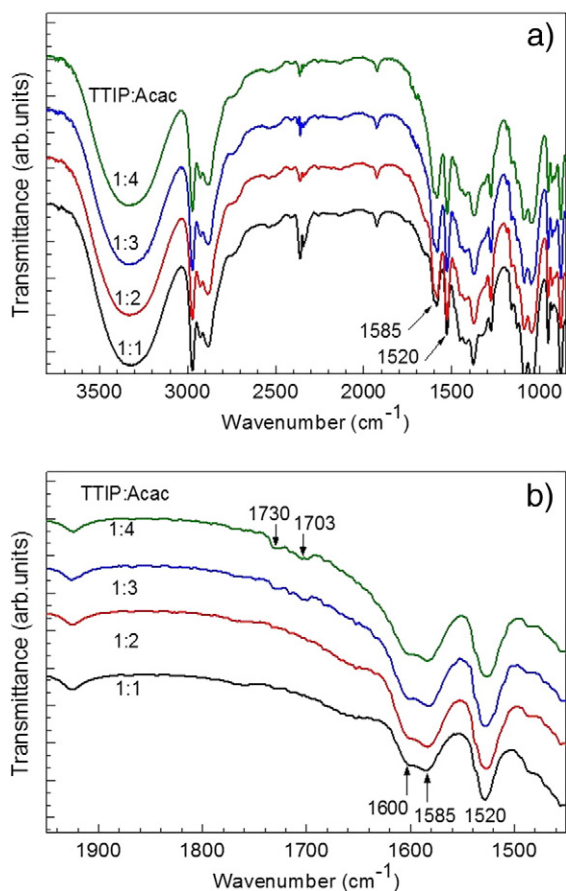 a)
TTIP:Acac
1:4
1:3
1:2
1:1
1585
1520
Transmittance (arb.units)
3500 3000 2500 2000 1500 1000
Wavenumber (cm⁻¹)
b)
TTIP:Acac
1:4
1730 1703
1:3
1:2
1:1
1600 1585 1520
Transmittance (arb.units)
1900 1800 1700 1600 1500
Wavenumber (cm⁻¹)